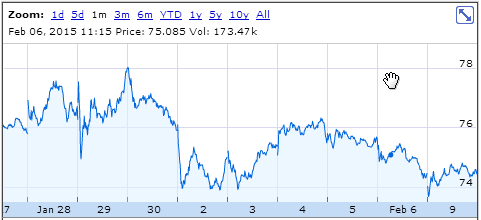 Zoom: 1d 5d 1m 3m 6m YTD 1y 5y 10y All
Feb 06, 2015 11:15 Price: 75.085 Vol: 173.47k
78
76
74
7 Jan 28 29 30 2 3 4 5 Feb 6 9